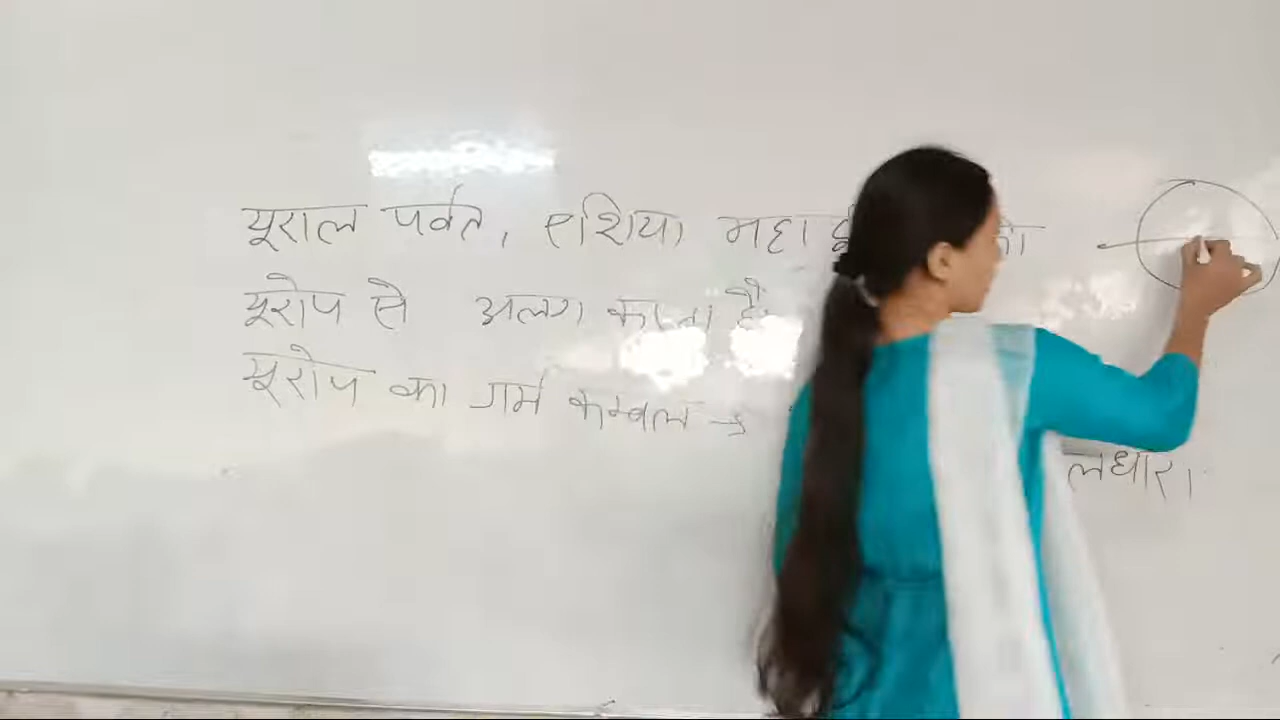 यूराल पर्वत, एशिया महाद्वी को
यूरोप से अलग करता है।
यूरोप का गर्म कम्बल →
लधारा